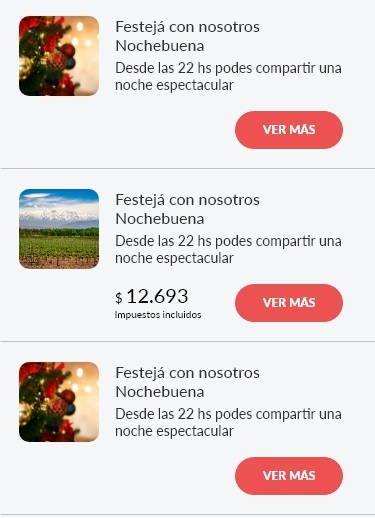 Festejá con nosotros
Nochebuena
Desde las 22 hs podes compartir una
noche espectacular
VER MÁS
Festejá con nosotros
Nochebuena
Desde las 22 hs podes compartir una
noche espectacular
$ 12.693
Impuestos incluidos
VER MÁS
Festejá con nosotros
Nochebuena
Desde las 22 hs podes compartir una
noche espectacular
VER MÁS